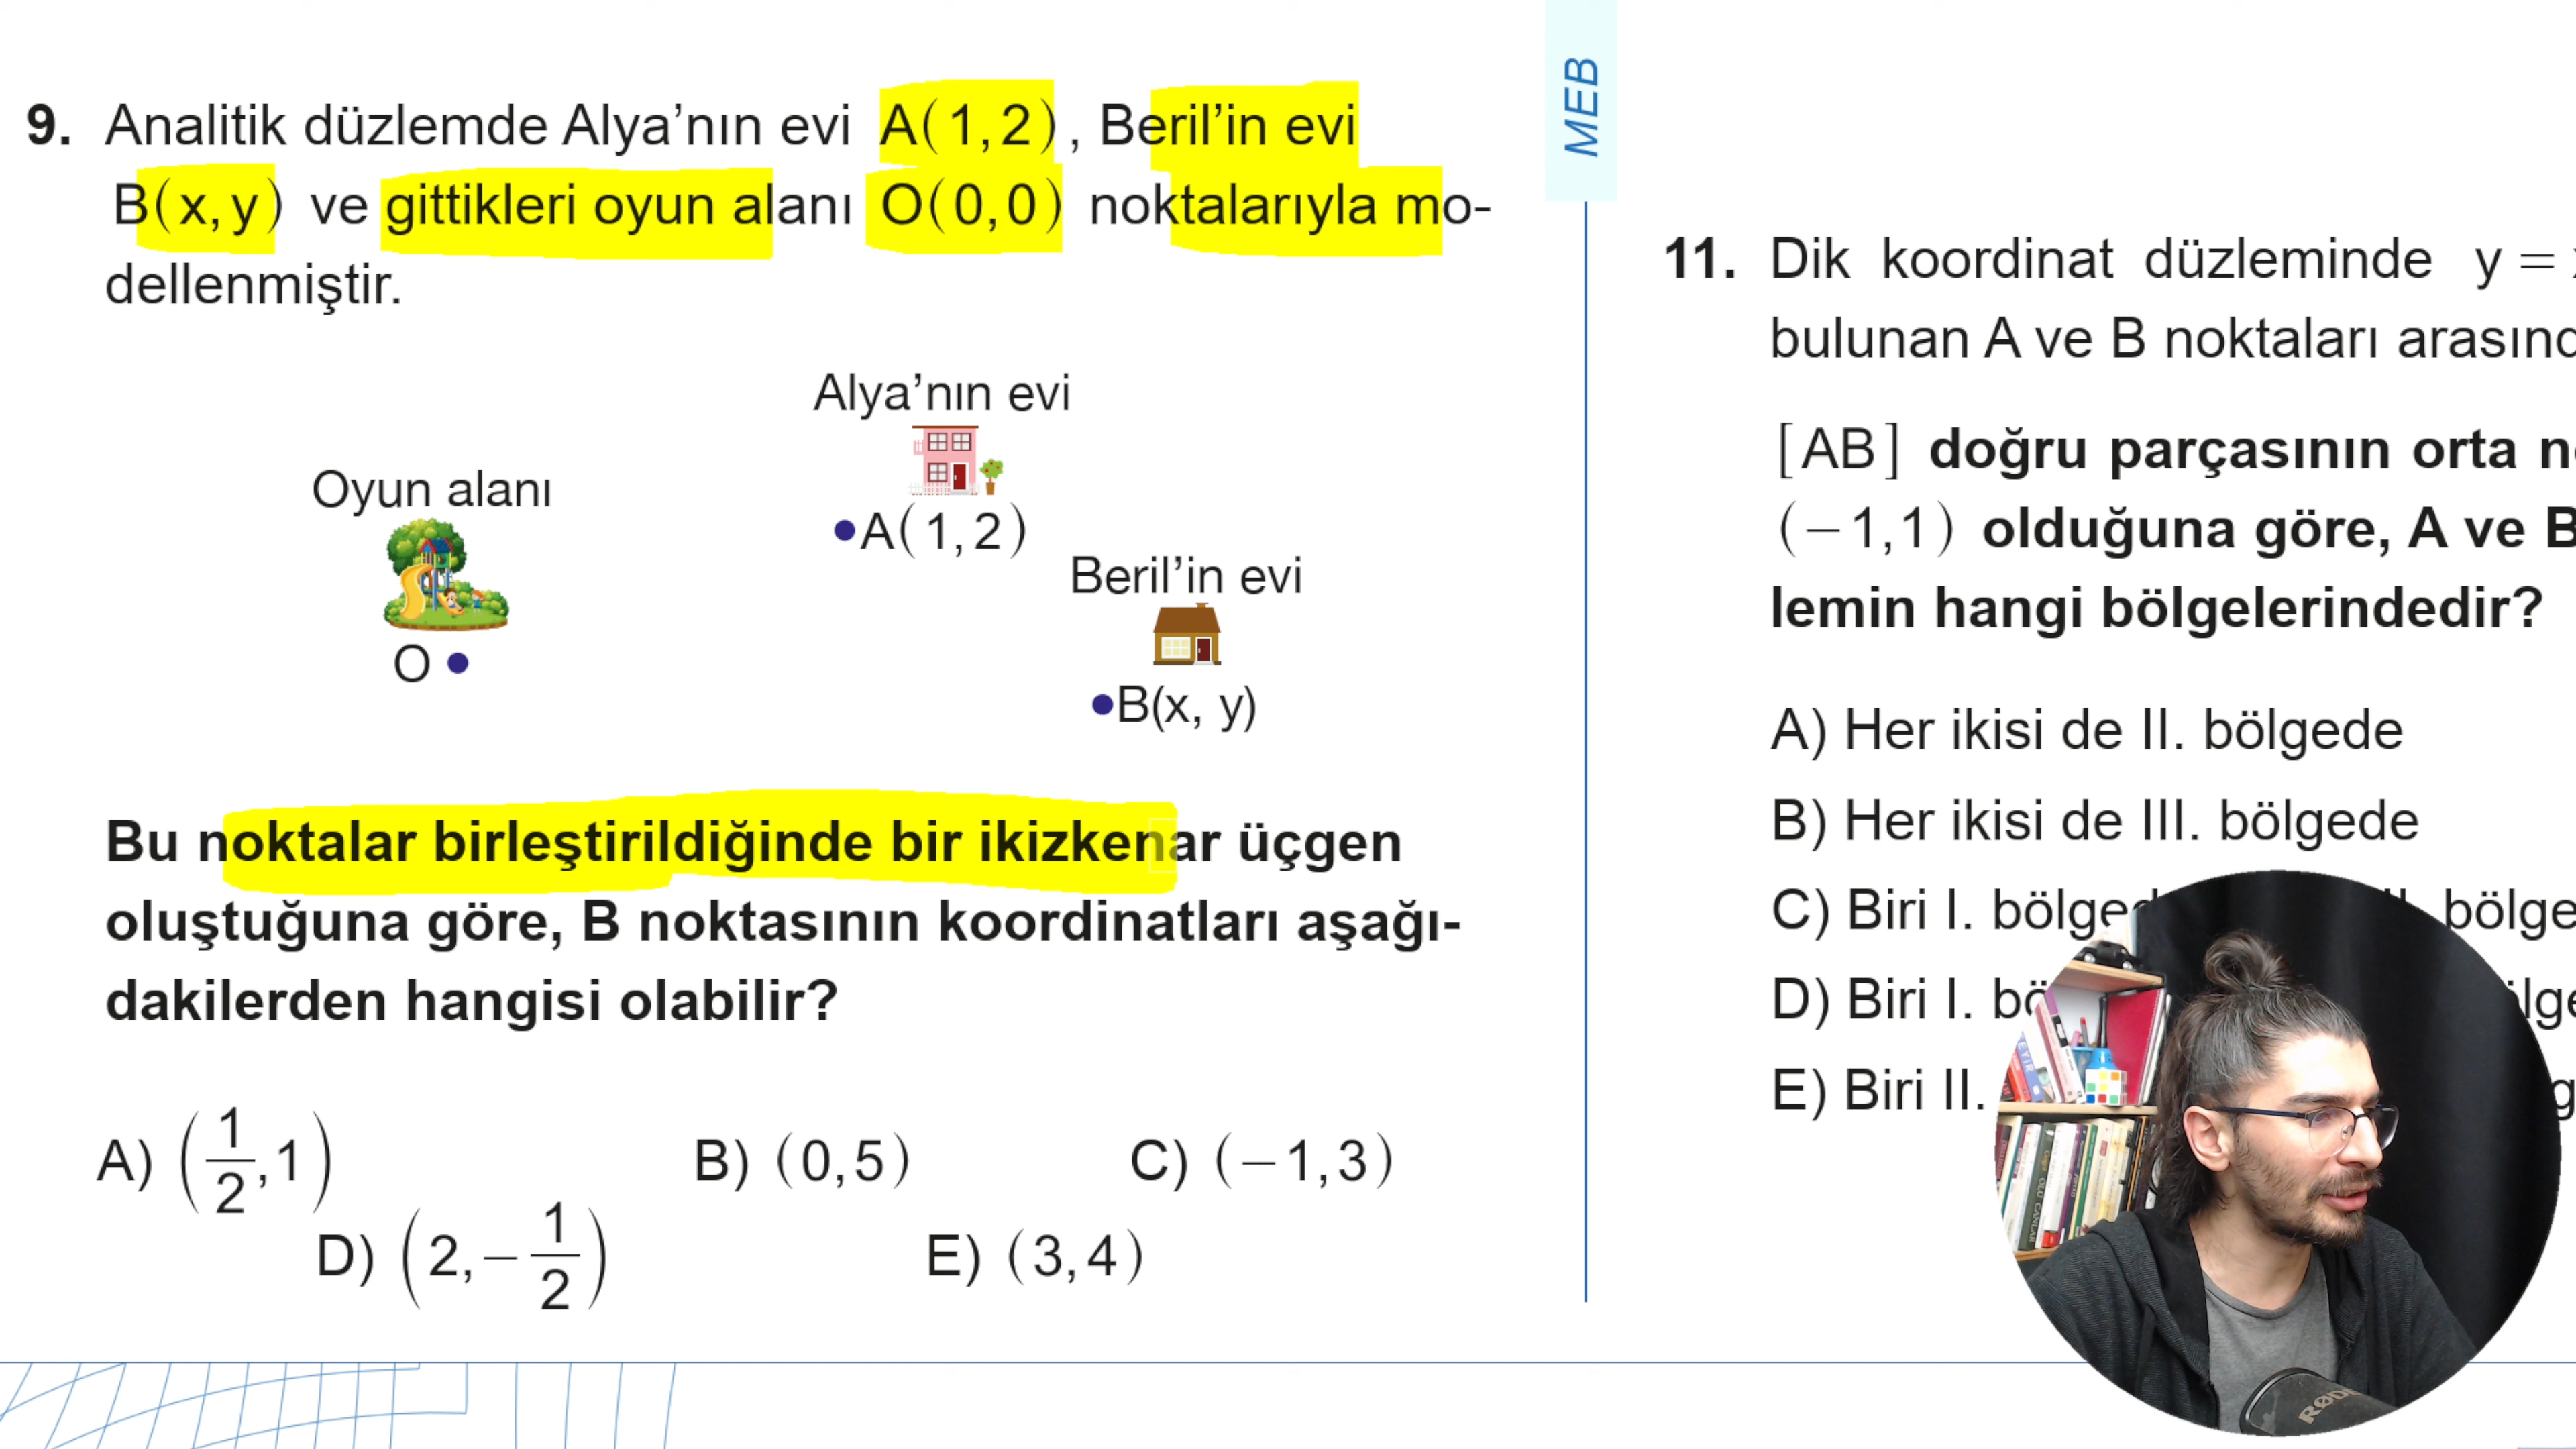 9. Analitik düzlemde Alya’nın evi A(1,2), Beril’in evi
B(x,y) ve gittikleri oyun alanı O(0,0) noktalarıyla mo-
dellenmiştir.
Alya’nın evi
Oyun alanı
A(1,2)
Beril’in evi
O
B(x, y)
Bu noktalar birleştirildiğinde bir ikizkenar üçgen
oluştuğuna göre, B noktasının koordinatları aşağı-
dakilerden hangisi olabilir?
A) (1/2,1) B) (0,5) C) (−1,3)
D) (2,−1/2) E) (3,4)
MEB
11. Dik koordinat düzleminde y =
bulunan A ve B noktaları
[AB] doğru parçasının orta
(−1,1) olduğuna göre, A ve B
lemin hangi bölgelerindedir?
A) Her ikisi de II. bölgede
B) Her ikisi de III. bölgede
C) Biri I.
D) Biri I.
E) Biri II.